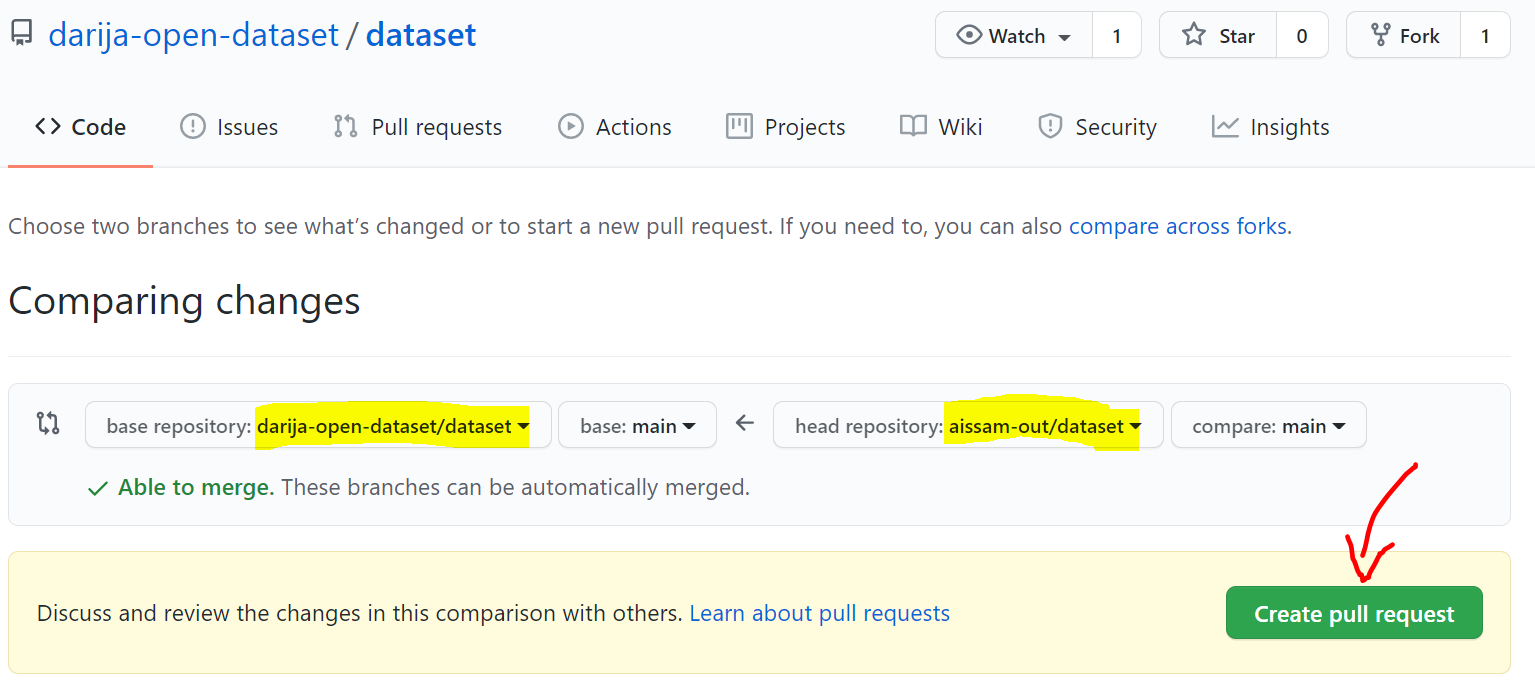 darija-open-dataset / dataset
Watch 1 Star 0 Fork 1
Code Issues Pull requests Actions Projects Wiki Security Insights
Choose two branches to see what’s changed or to start a new pull request. If you need to, you can also compare across forks.
Comparing changes
base repository: darija-open-dataset/dataset base: main head repository: aissam-out/dataset compare: main
Able to merge. These branches can be automatically merged.
Discuss and review the changes in this comparison with others. Learn about pull requests
Create pull request